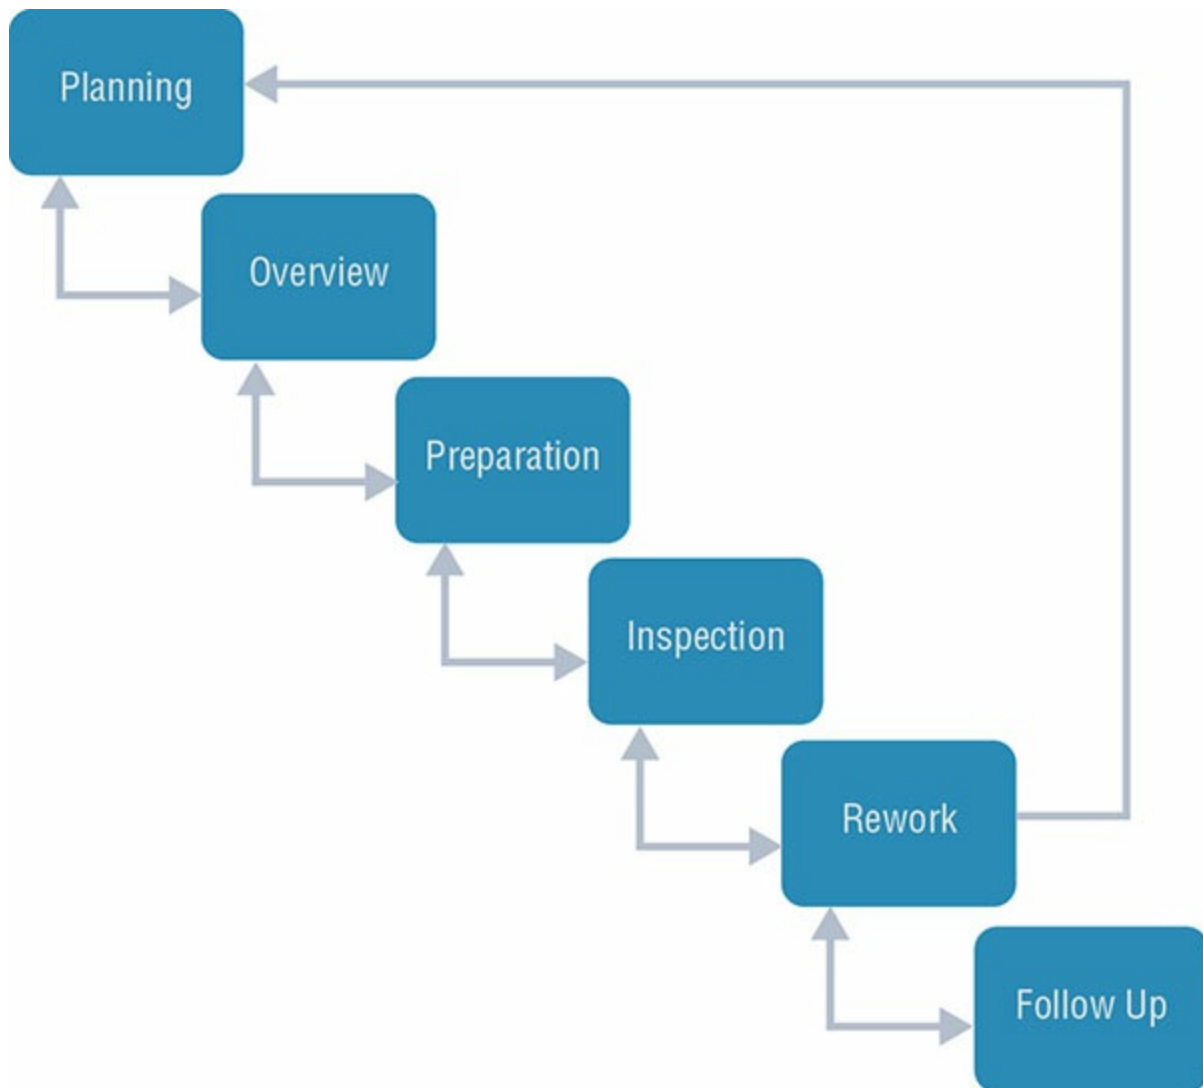 Planning
Overview
Preparation
Inspection
Rework
Follow Up